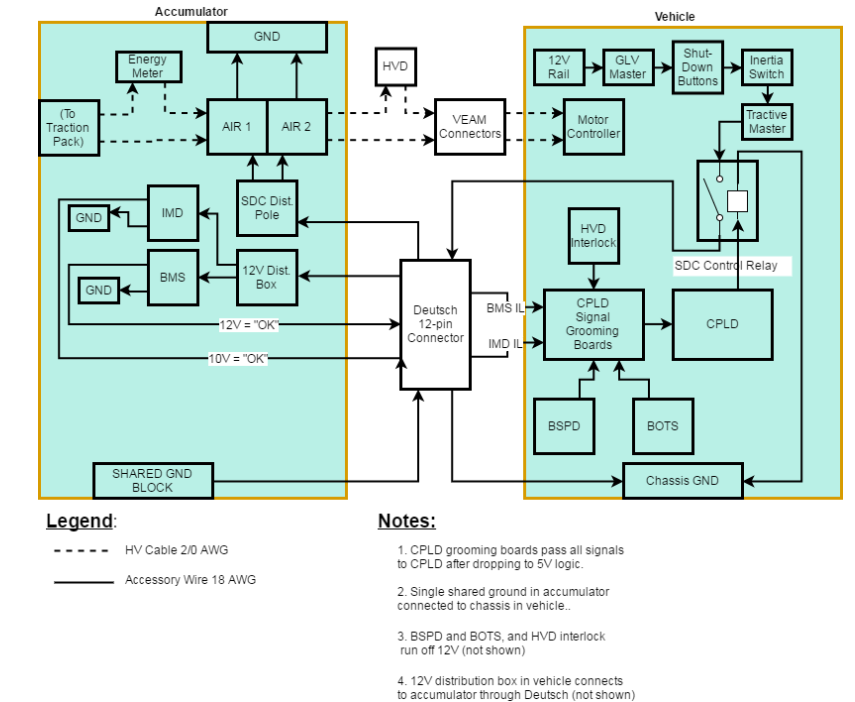 Accumulator
Vehicle
GND
Energy
Meter
HVD
12V
Rail
GLV
Master
Shut-
Down
Buttons
Inertia
Switch
(To
Traction
Pack)
AIR 1
AIR 2
VEAM
Connectors
Motor
Controller
Tractive
Master
SDC Dist.
Pole
IMD
GND
HVD
Interlock
SDC Control Relay
BMS
GND
12V Dist.
Box
Deutsch
12-pin
Connector
BMS IL
IMD IL
CPLD
Signal
Grooming
Boards
CPLD
12V = "OK"
10V = "OK"
BSPD
BOTS
SHARED GND
BLOCK
Chassis GND
Legend:
HV Cable 2/0 AWG
Accessory Wire 18 AWG
Notes:
1. CPLD grooming boards pass all signals
to CPLD after dropping to 5V logic.
2. Single shared ground in accumulator
connected to chassis in vehicle..
3. BSPD and BOTS, and HVD interlock
run off 12V (not shown)
4. 12V distribution box in vehicle connects
to accumulator through Deutsch (not shown)